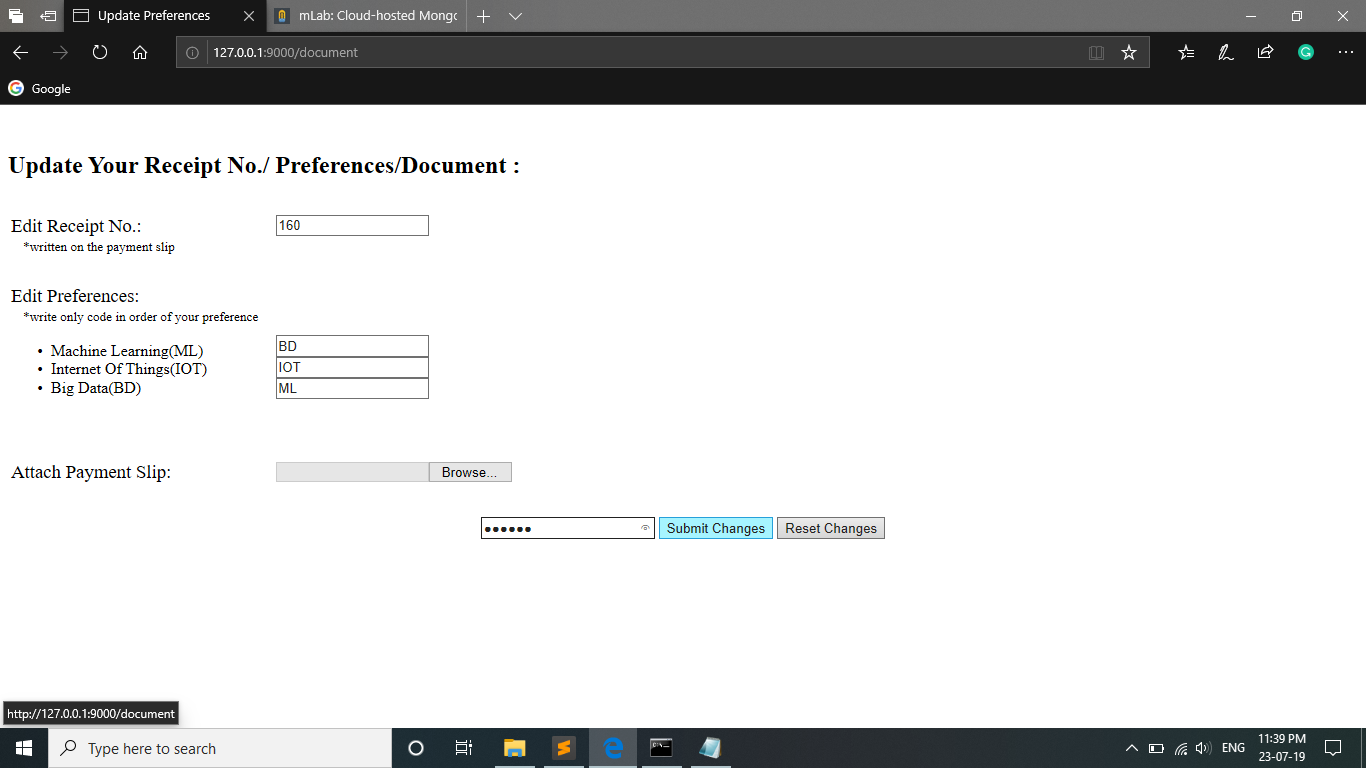 Update Preferences
mLab: Cloud-hosted Mongo
127.0.0.1:9000/document
Google
Update Your Receipt No./ Preferences/Document :
Edit Receipt No.:
160
*written on the payment slip
Edit Preferences:
*write only code in order of your preference
• Machine Learning(ML)
• Internet Of Things(IOT)
• Big Data(BD)
BD
IOT
ML
Attach Payment Slip:
Browse...
Submit Changes
Reset Changes
http://127.0.0.1:9000/document
Type here to search
ENG
11:39 PM
23-07-19